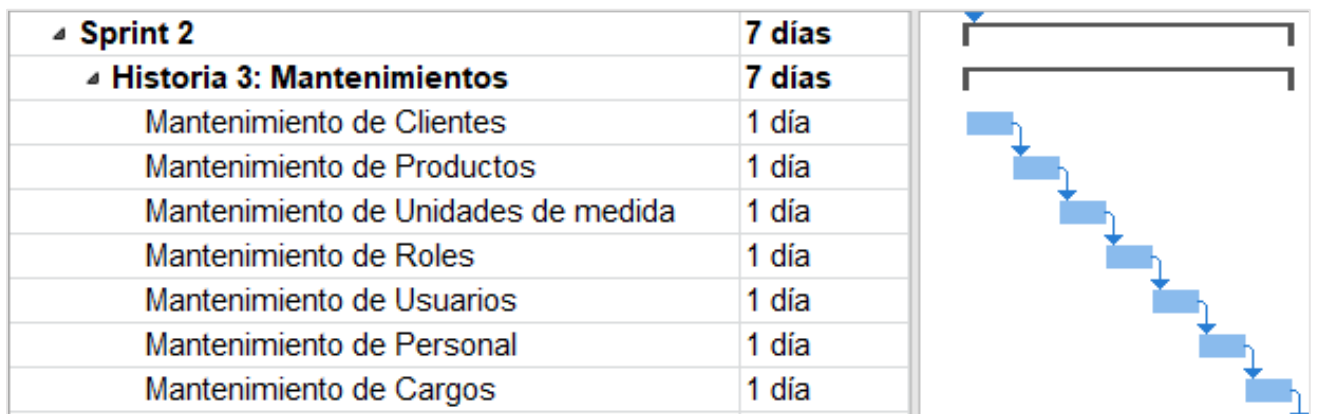 Sprint 2 7 días
Historia 3: Mantenimientos 7 días
Mantenimiento de Clientes 1 día
Mantenimiento de Productos 1 día
Mantenimiento de Unidades de medida 1 día
Mantenimiento de Roles 1 día
Mantenimiento de Usuarios 1 día
Mantenimiento de Personal 1 día
Mantenimiento de Cargos 1 día